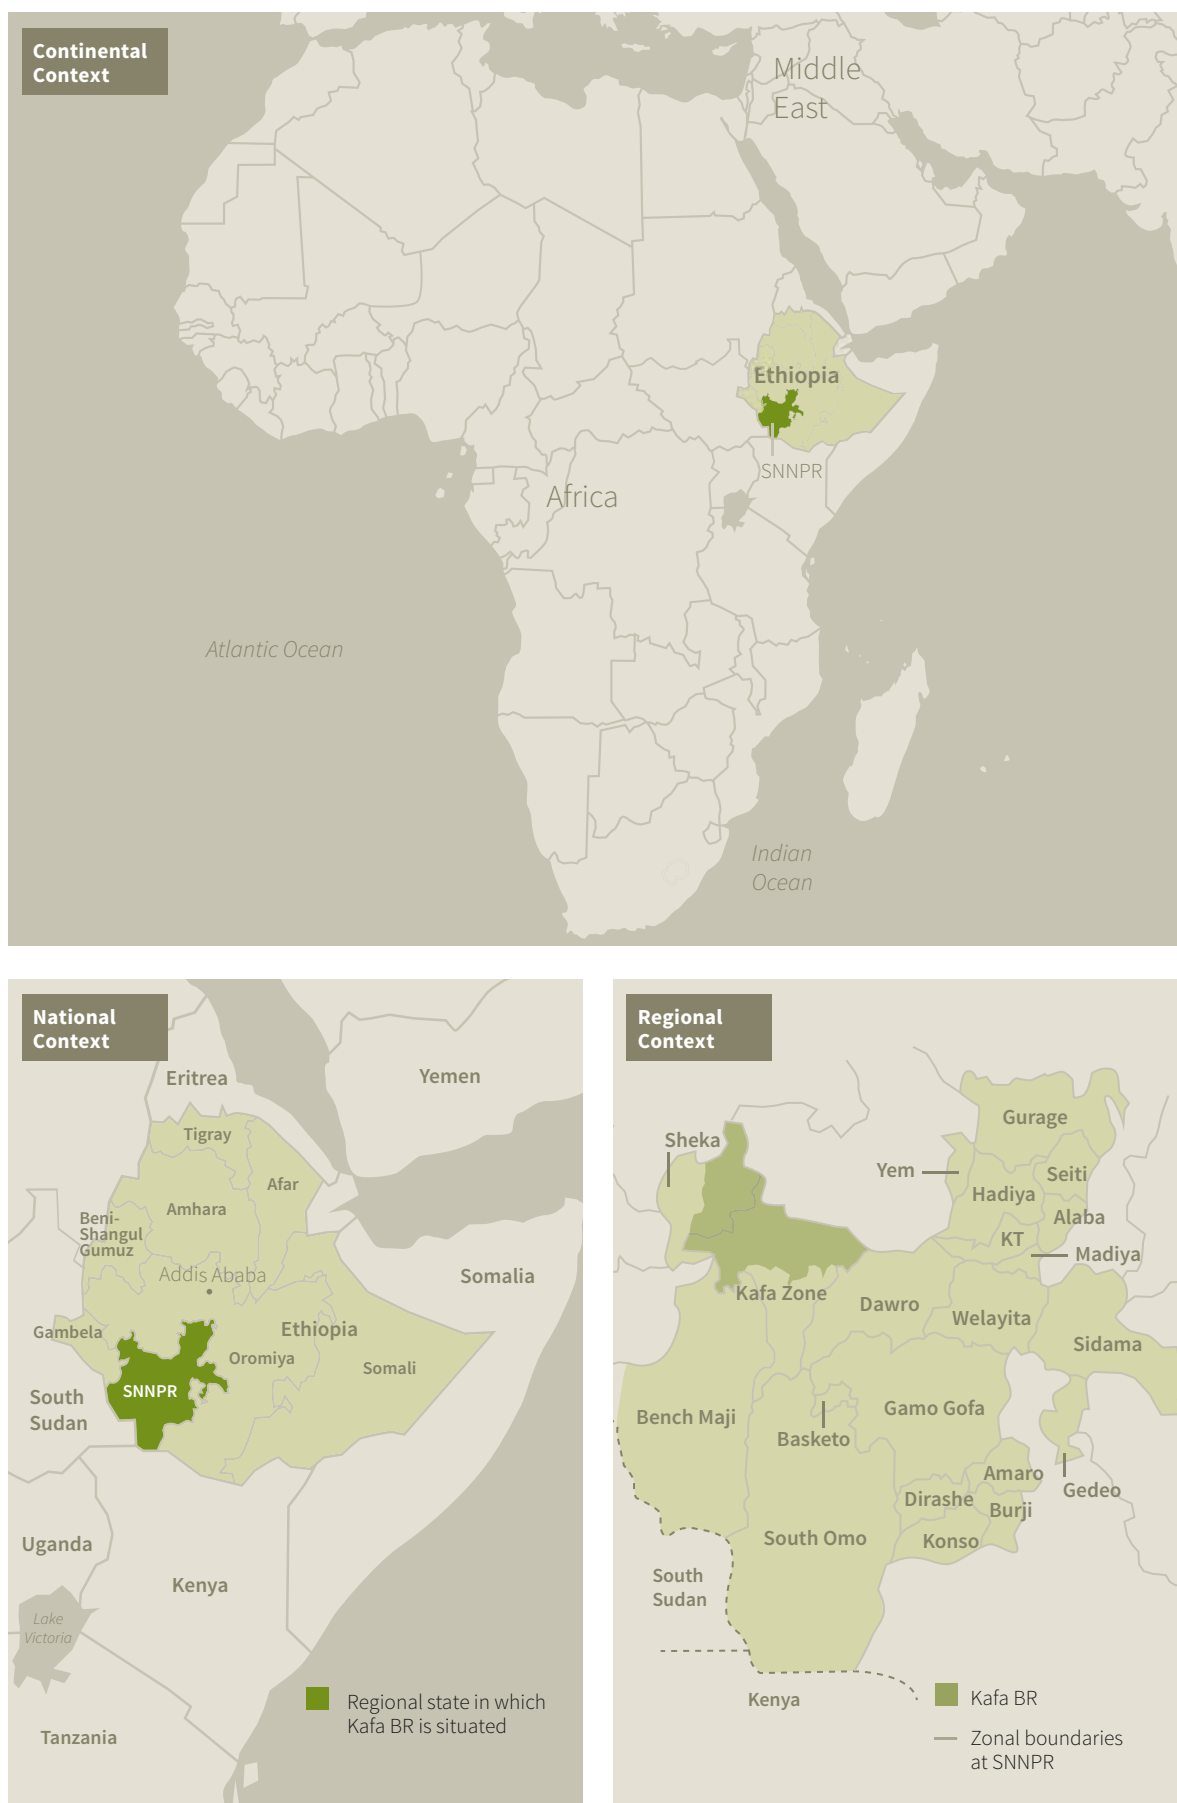 Continental
Context
Middle
East
Ethiopia
SNNPR
Africa
Atlantic Ocean
Indian
Ocean
National
Context
Eritrea
Yemen
Tigray
Afar
Amhara
Beni-
Shangul
Gumuz
Addis Ababa
Somalia
Gambela
Ethiopia
Oromiya
Somali
SNNPR
South
Sudan
Uganda
Kenya
Lake
Victoria
Tanzania
Regional state in which
Kafa BR is situated
Regional
Context
Gurage
Sheka
Yem
Seiti
Hadiya
Alaba
KT
Madiya
Kafa Zone
Dawro
Welayita
Sidama
Bench Maji
Gamo Gofa
Basketo
Amaro
Gedeo
Dirashe
Burji
South Omo
Konso
South
Sudan
Kenya
Kafa BR
Zonal boundaries
at SNNPR